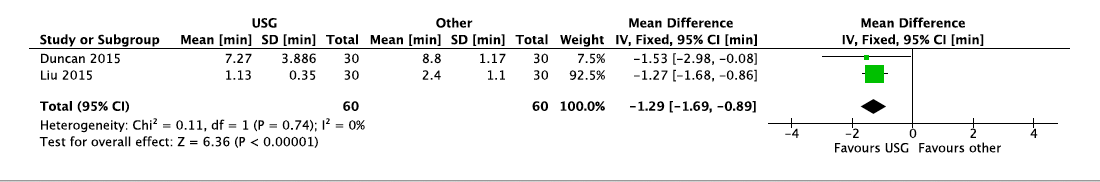 USG Other Mean Difference Mean Difference
Study or Subgroup Mean [min] SD [min] Total Mean [min] SD [min] Total Weight IV, Fixed, 95% CI [min] IV, Fixed, 95% CI [min]
Duncan 2015 7.27 3.886 30 8.8 1.17 30 7.5% −1.53 [−2.98, −0.08]
Liu 2015 1.13 0.35 30 2.4 1.1 30 92.5% −1.27 [−1.68, −0.86]
Total (95% CI) 60 60 100.0% −1.29 [−1.69, −0.89]
Heterogeneity: Chi² = 0.11, df = 1 (P = 0.74); I² = 0%
Test for overall effect: Z = 6.36 (P < 0.00001)
−4 −2 0 2 4
Favours USG Favours other